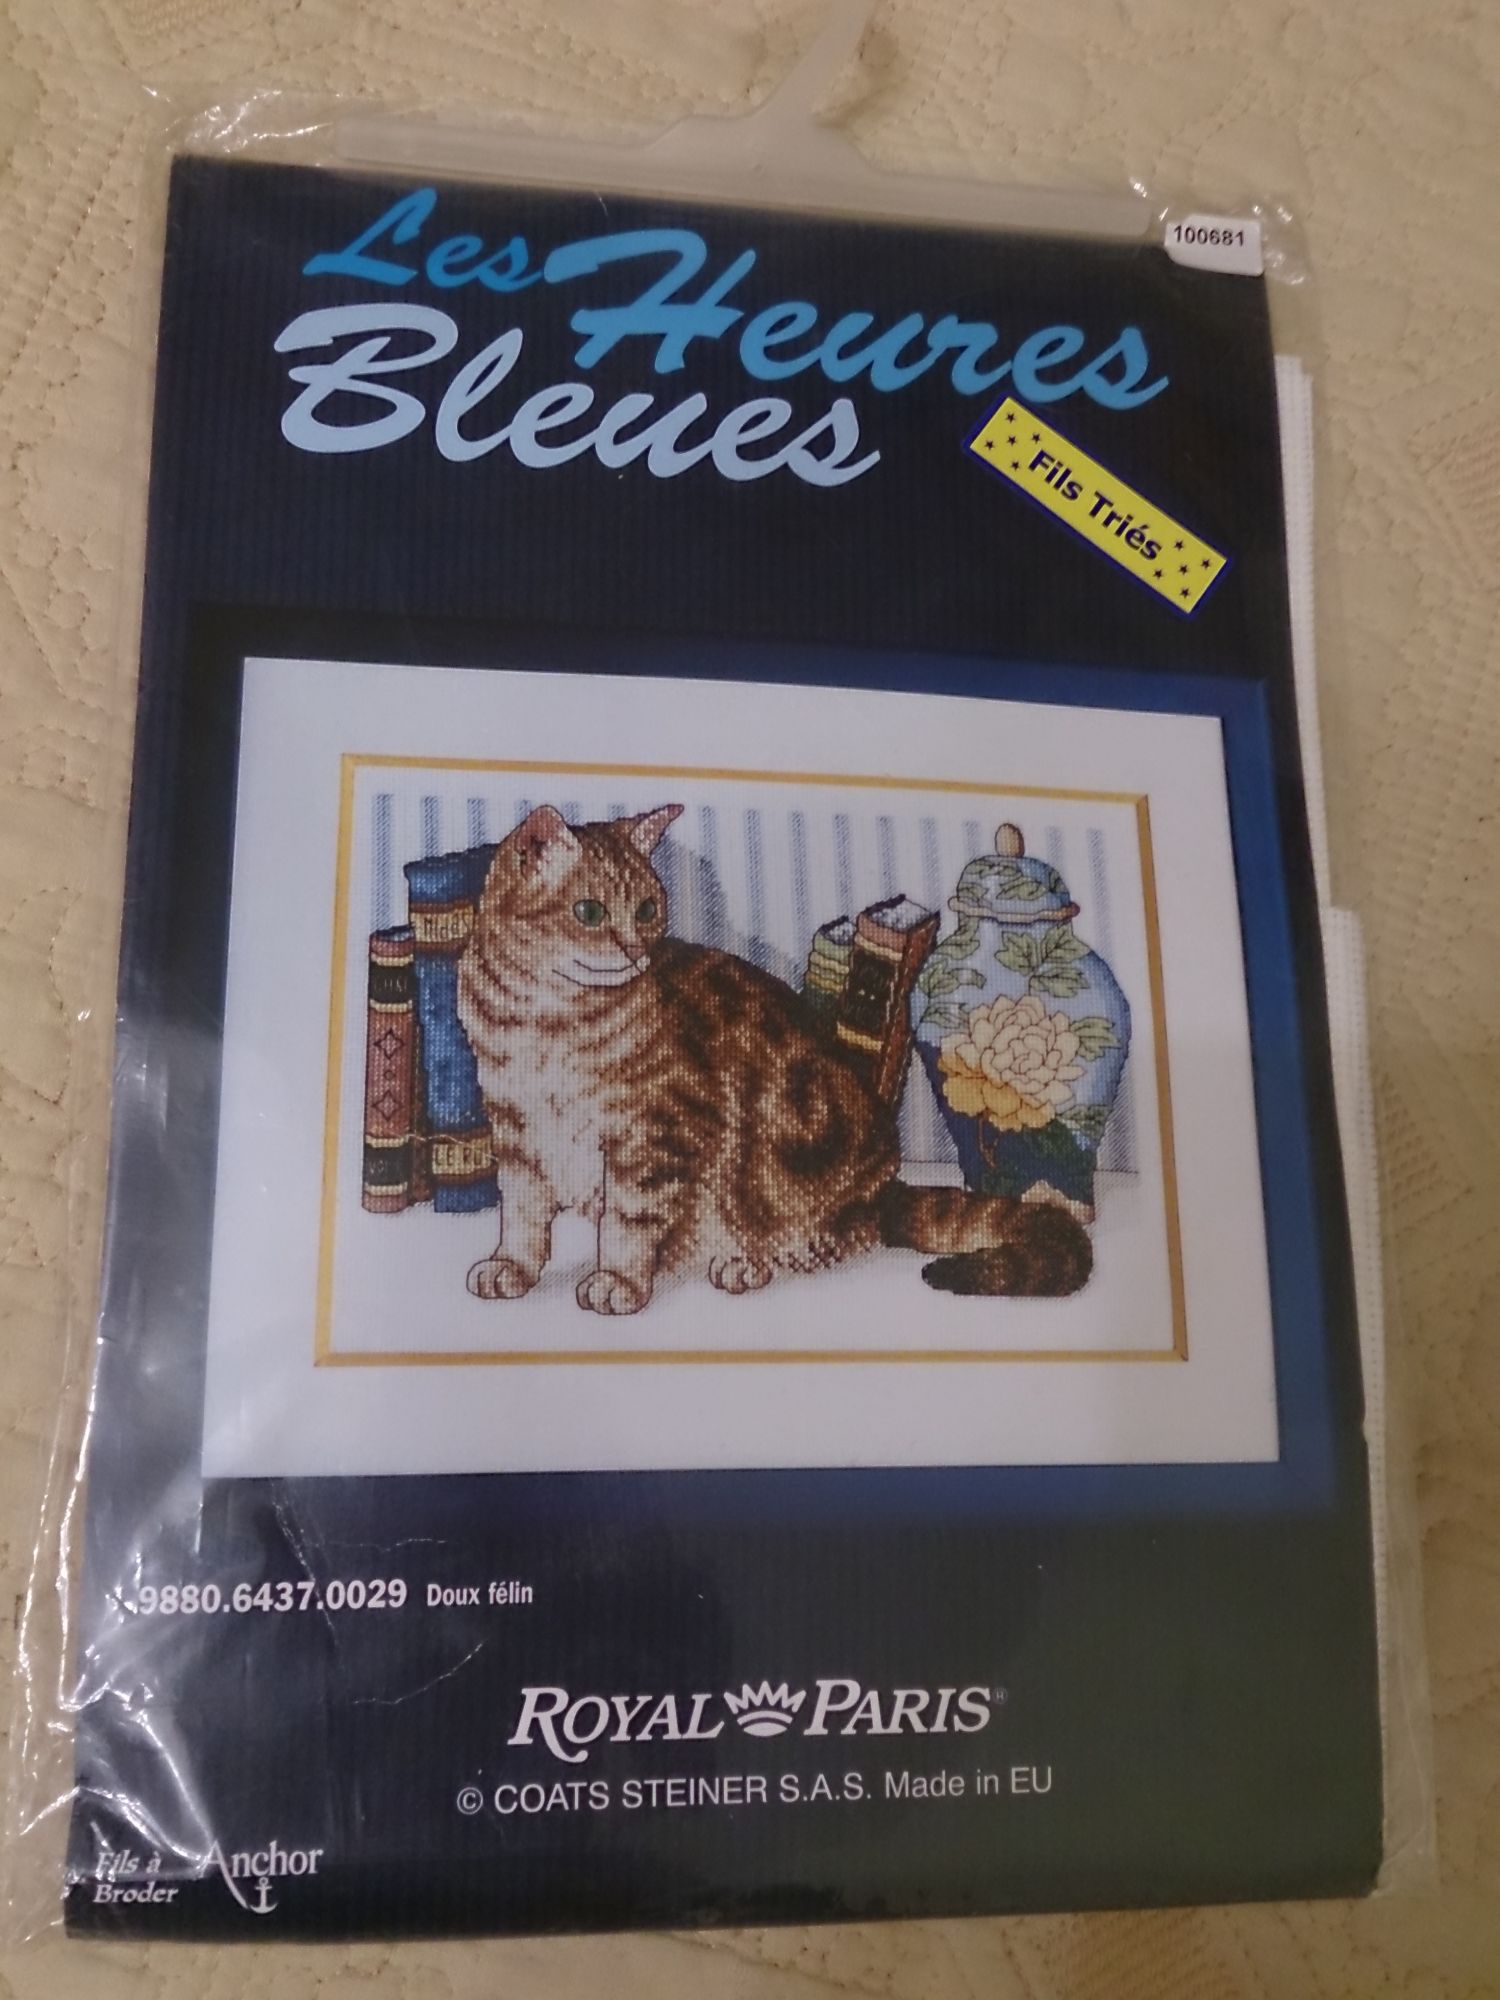 100681
Les Heures
Bleues
Fils Triés
9880.6437.0029 Doux félin
ROYAL PARIS®
© COATS STEINER S.A.S. Made in EU
Fils à
Broder
Anchor